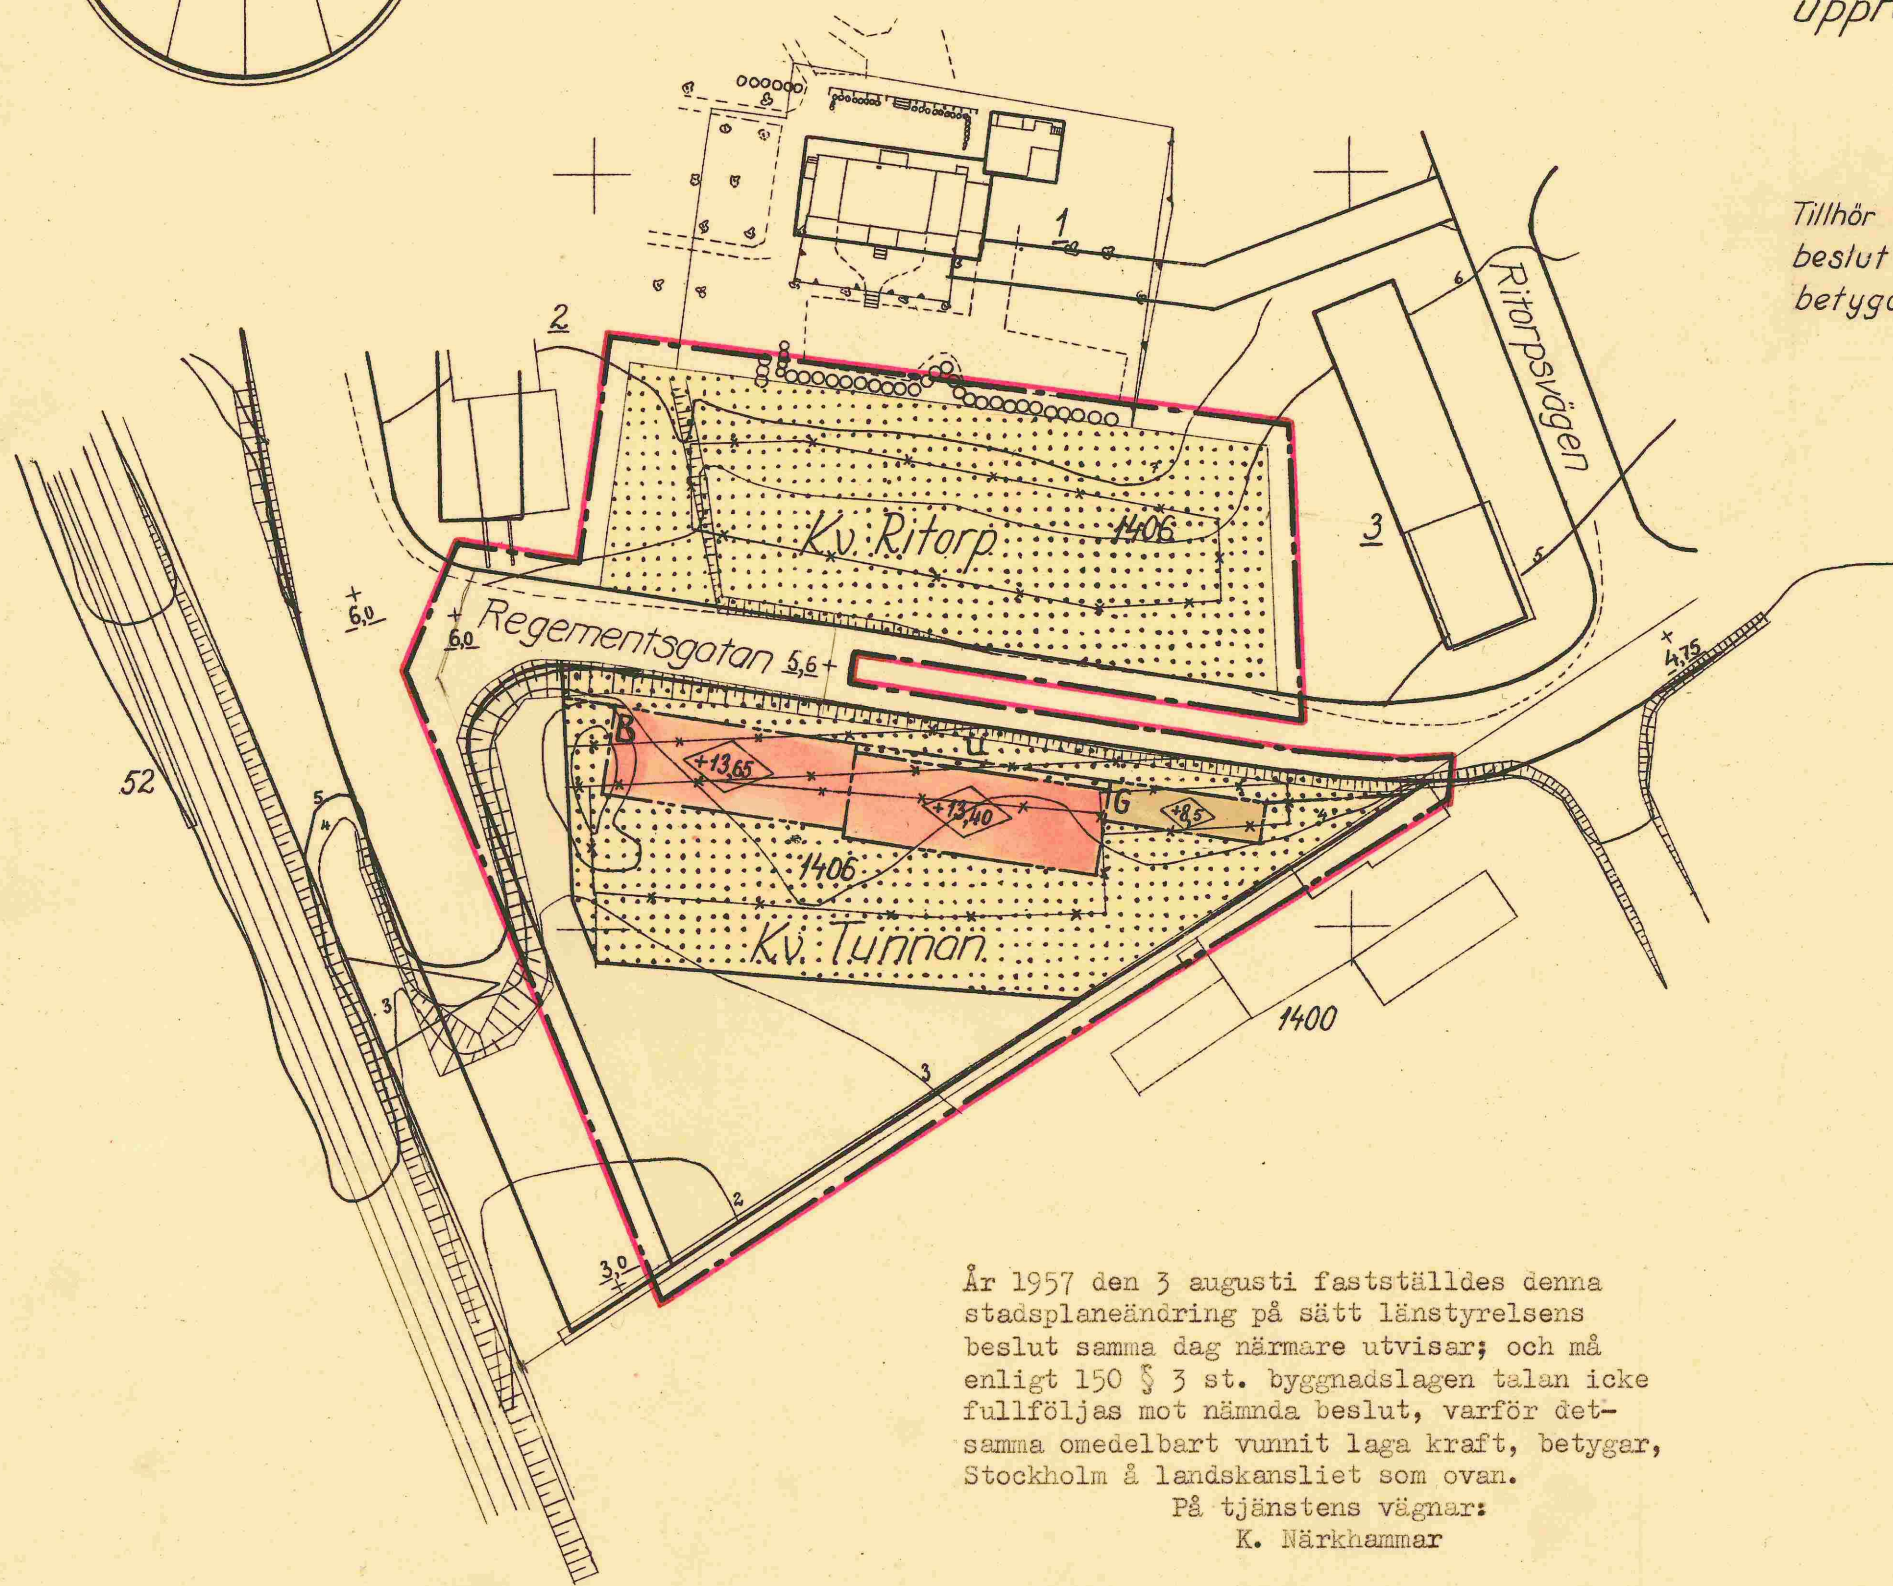 Tillhör
beslut
1
2
6
Ritorpsvägen
Kv. Ritorp
1406
7
3
5
6,0
6,0
Regementsgatan 5,6
4,75
B
u
+13,65
+13,40
G
+8,5
52
5
4
4
1406
Kv. Tunnan
3
1400
3
2
3,0
År 1957 den 3 augusti fastställdes denna
stadsplaneändring på sätt länstyrelsens
beslut samma dag närmare utvisar; och må
enligt 150 § 3 st. byggnadslagen talan icke
fullföljas mot nämnda beslut, varför det-
samma omedelbart vunnit laga kraft, betygar,
Stockholm å landskansliet som ovan.
På tjänstens vägnar:
K. Närkhammar